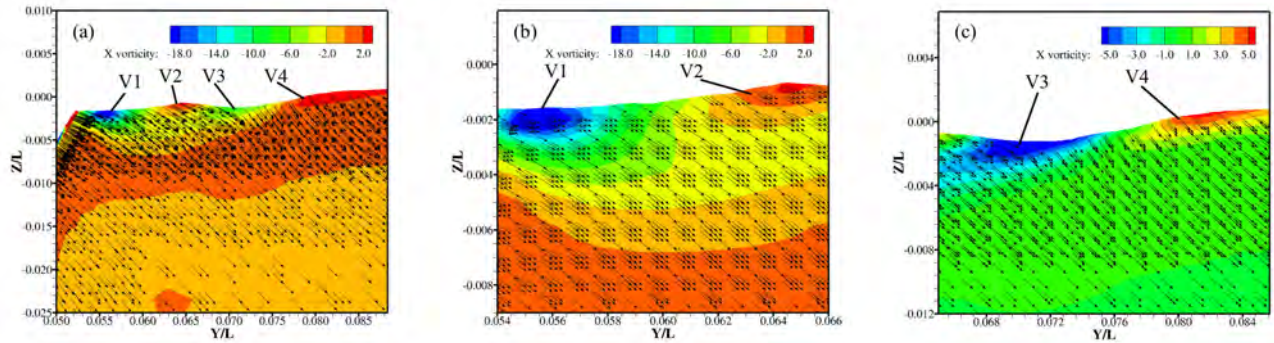 (a)
X vorticity: -18.0 -14.0 -10.0 -6.0 -2.0 2.0
V1 V2 V3 V4
0.010
0.005
0.000
-0.005
-0.010
-0.015
-0.020
-0.025
Z/L
0.050 0.055 0.060 0.065 0.070 0.075 0.080 0.085
Y/L
(b)
X vorticity: -18.0 -14.0 -10.0 -6.0 -2.0 2.0
V1 V2
0.002
0.000
-0.002
-0.004
-0.006
-0.008
Z/L
0.054 0.056 0.058 0.060 0.062 0.064 0.066
Y/L
(c)
X vorticity: -5.0 -3.0 -1.0 1.0 3.0 5.0
V3 V4
0.004
0.000
-0.004
-0.008
-0.012
Z/L
0.068 0.072 0.076 0.080 0.084
Y/L